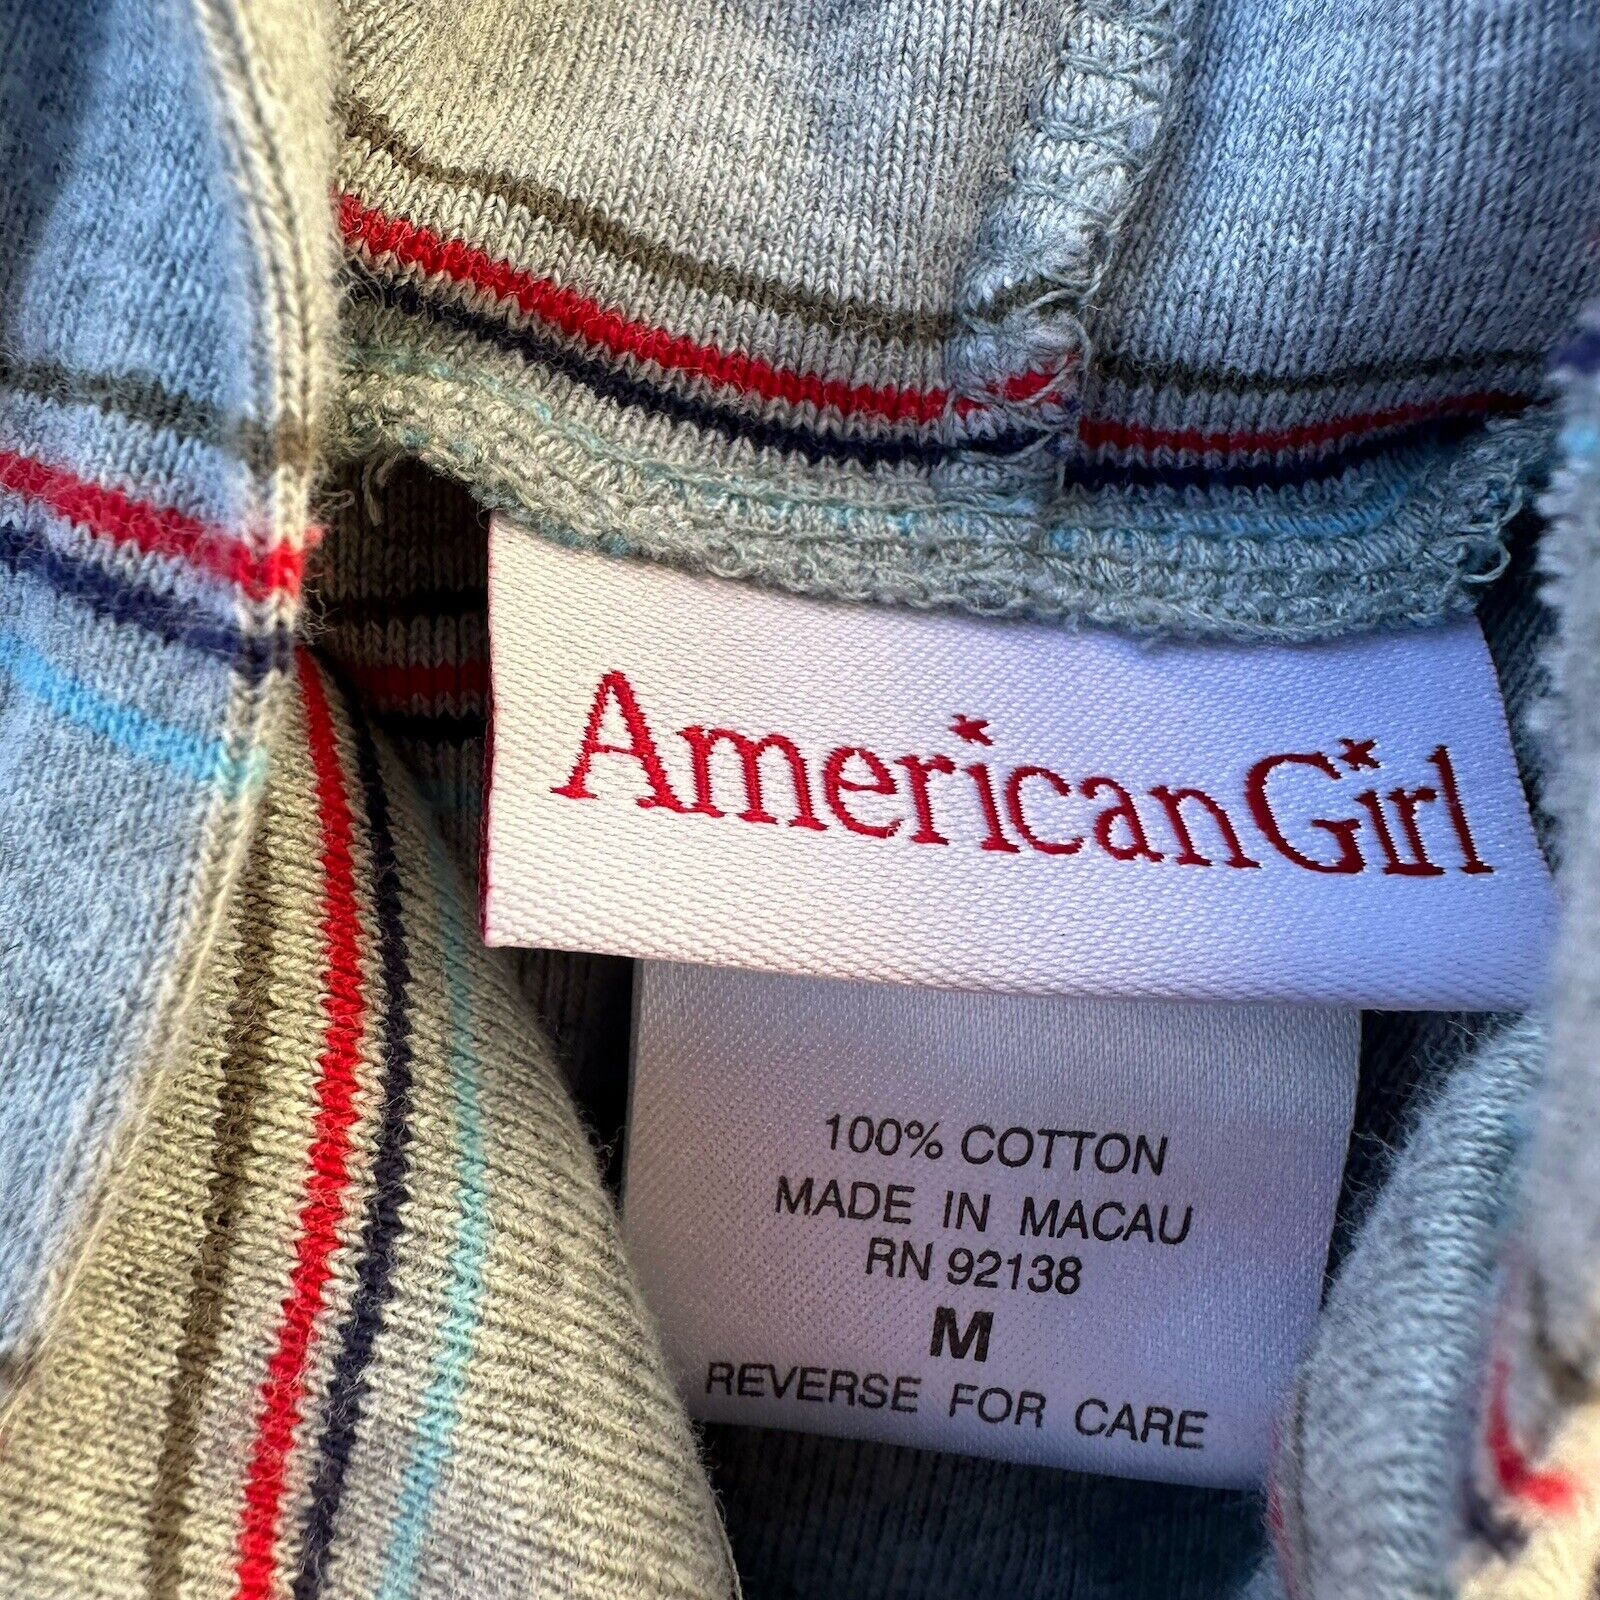 AmericanGirl
100% COTTON
MADE IN MACAU
RN 92138
M
REVERSE FOR CARE